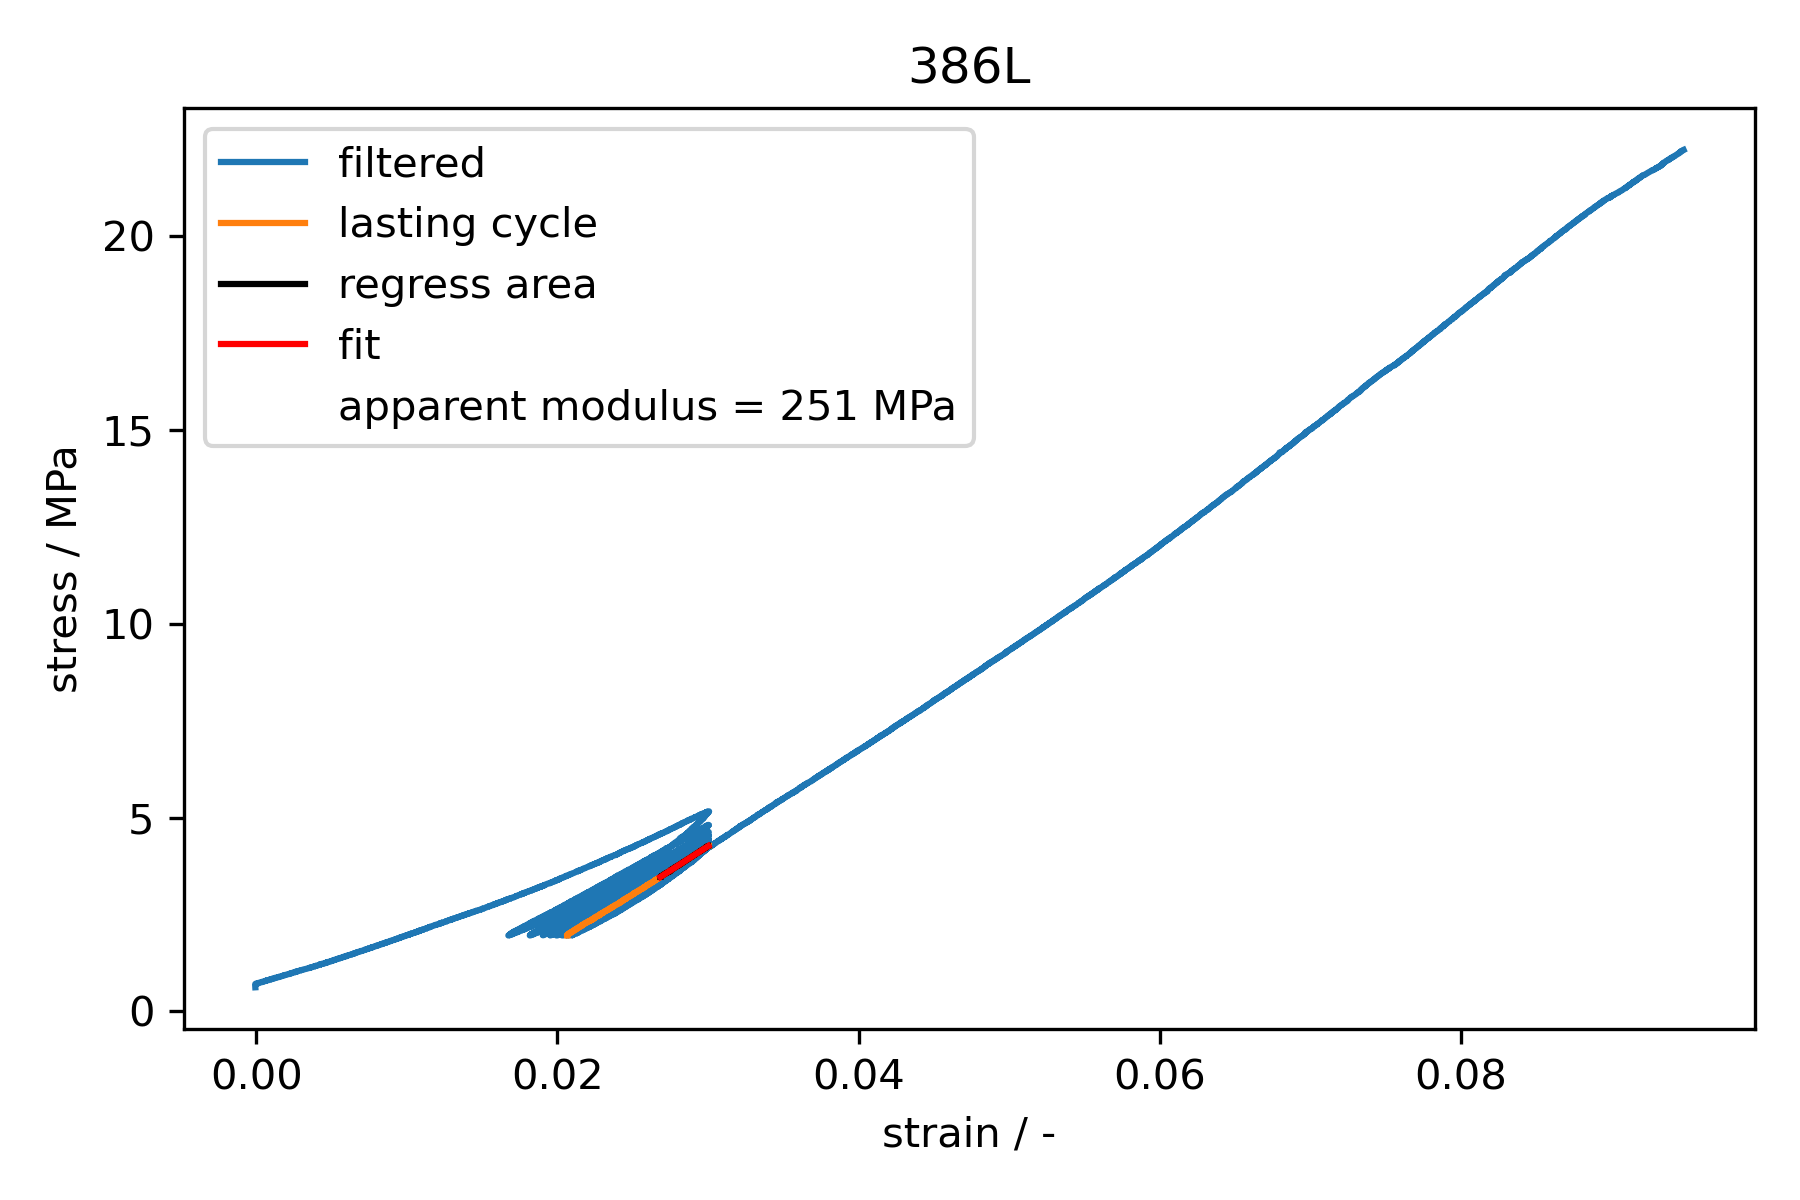 386L
filtered
lasting cycle
regress area
fit
apparent modulus = 251 MPa
stress / MPa
20
15
10
5
0
0.00 0.02 0.04 0.06 0.08
strain / -